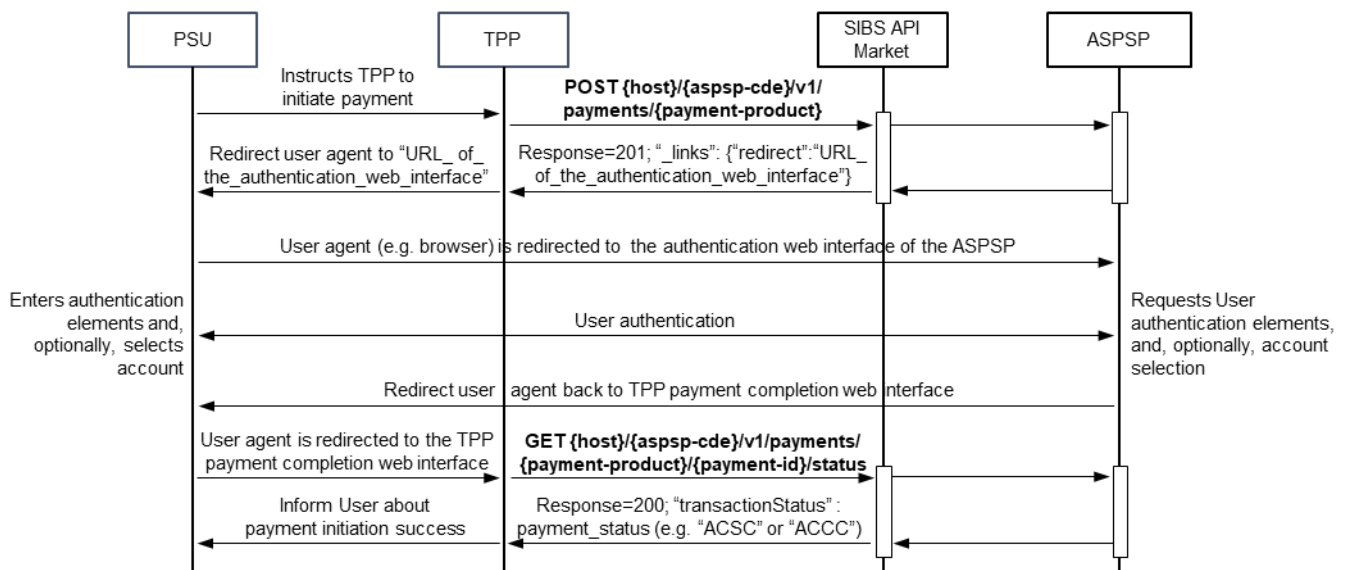 PSU
TPP
SIBS API
Market
ASPSP
Instructs TPP to
initiate payment
POST {host}/{aspsp-cde}/v1/
payments/{payment-product}
Redirect user agent to “URL_ of_
the_authentication_web_interface”
Response=201; “_links”: {“redirect”:“URL_
of_the_authentication_web_interface”}
User agent (e.g. browser) is redirected to the authentication web interface of the ASPSP
Enters authentication
elements and,
optionally, selects
account
User authentication
Requests User
authentication elements,
and, optionally, account
selection
Redirect user agent back to TPP payment completion web interface
User agent is redirected to the TPP
payment completion web interface
GET {host}/{aspsp-cde}/v1/payments/
{payment-product}/{payment-id}/status
Inform User about
payment initiation success
Response=200; “transactionStatus” :
payment_status (e.g. “ACSC” or “ACCC”)